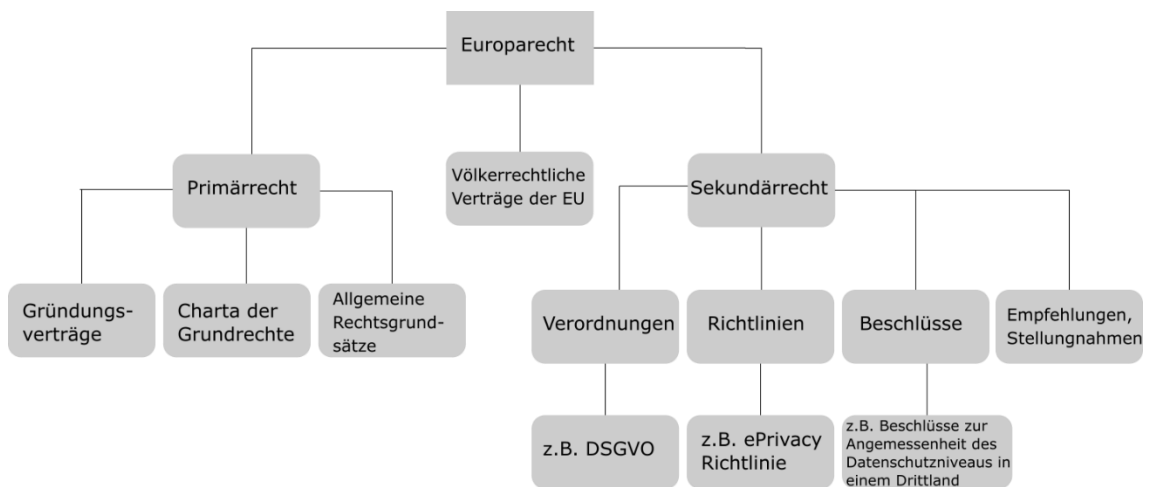 Europarecht
Primärrecht
Völkerrechtliche
Verträge der EU
Sekundärrecht
Gründungs-
verträge
Charta der
Grundrechte
Allgemeine
Rechtsgrund-
sätze
Verordnungen
Richtlinien
Beschlüsse
Empfehlungen,
Stellungnahmen
z.B. DSGVO
z.B. ePrivacy
Richtlinie
z.B. Beschlüsse zur
Angemessenheit des
Datenschutzniveaus in
einem Drittland